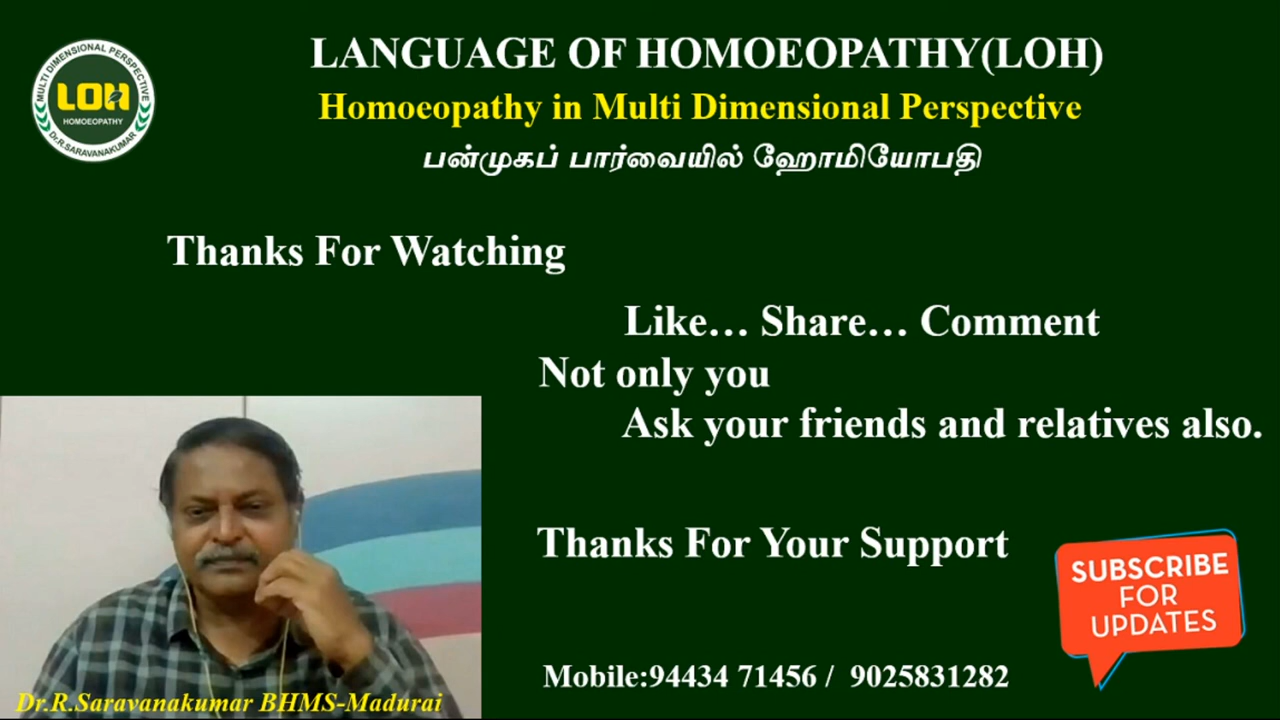 MULTI DIMENSIONAL PERSPECTIVE
LOH
HOMOEOPATHY
Dr.R.SARAVANAKUMAR
LANGUAGE OF HOMOEOPATHY(LOH)
Homoeopathy in Multi Dimensional Perspective
பன்முகப் பார்வையில் ஹோமியோபதி
Thanks For Watching
Like... Share... Comment
Not only you
Ask your friends and relatives also.
Thanks For Your Support
SUBSCRIBE
FOR
UPDATES
Mobile:94434 71456 / 9025831282
Dr.R.Saravanakumar BHMS-Madurai